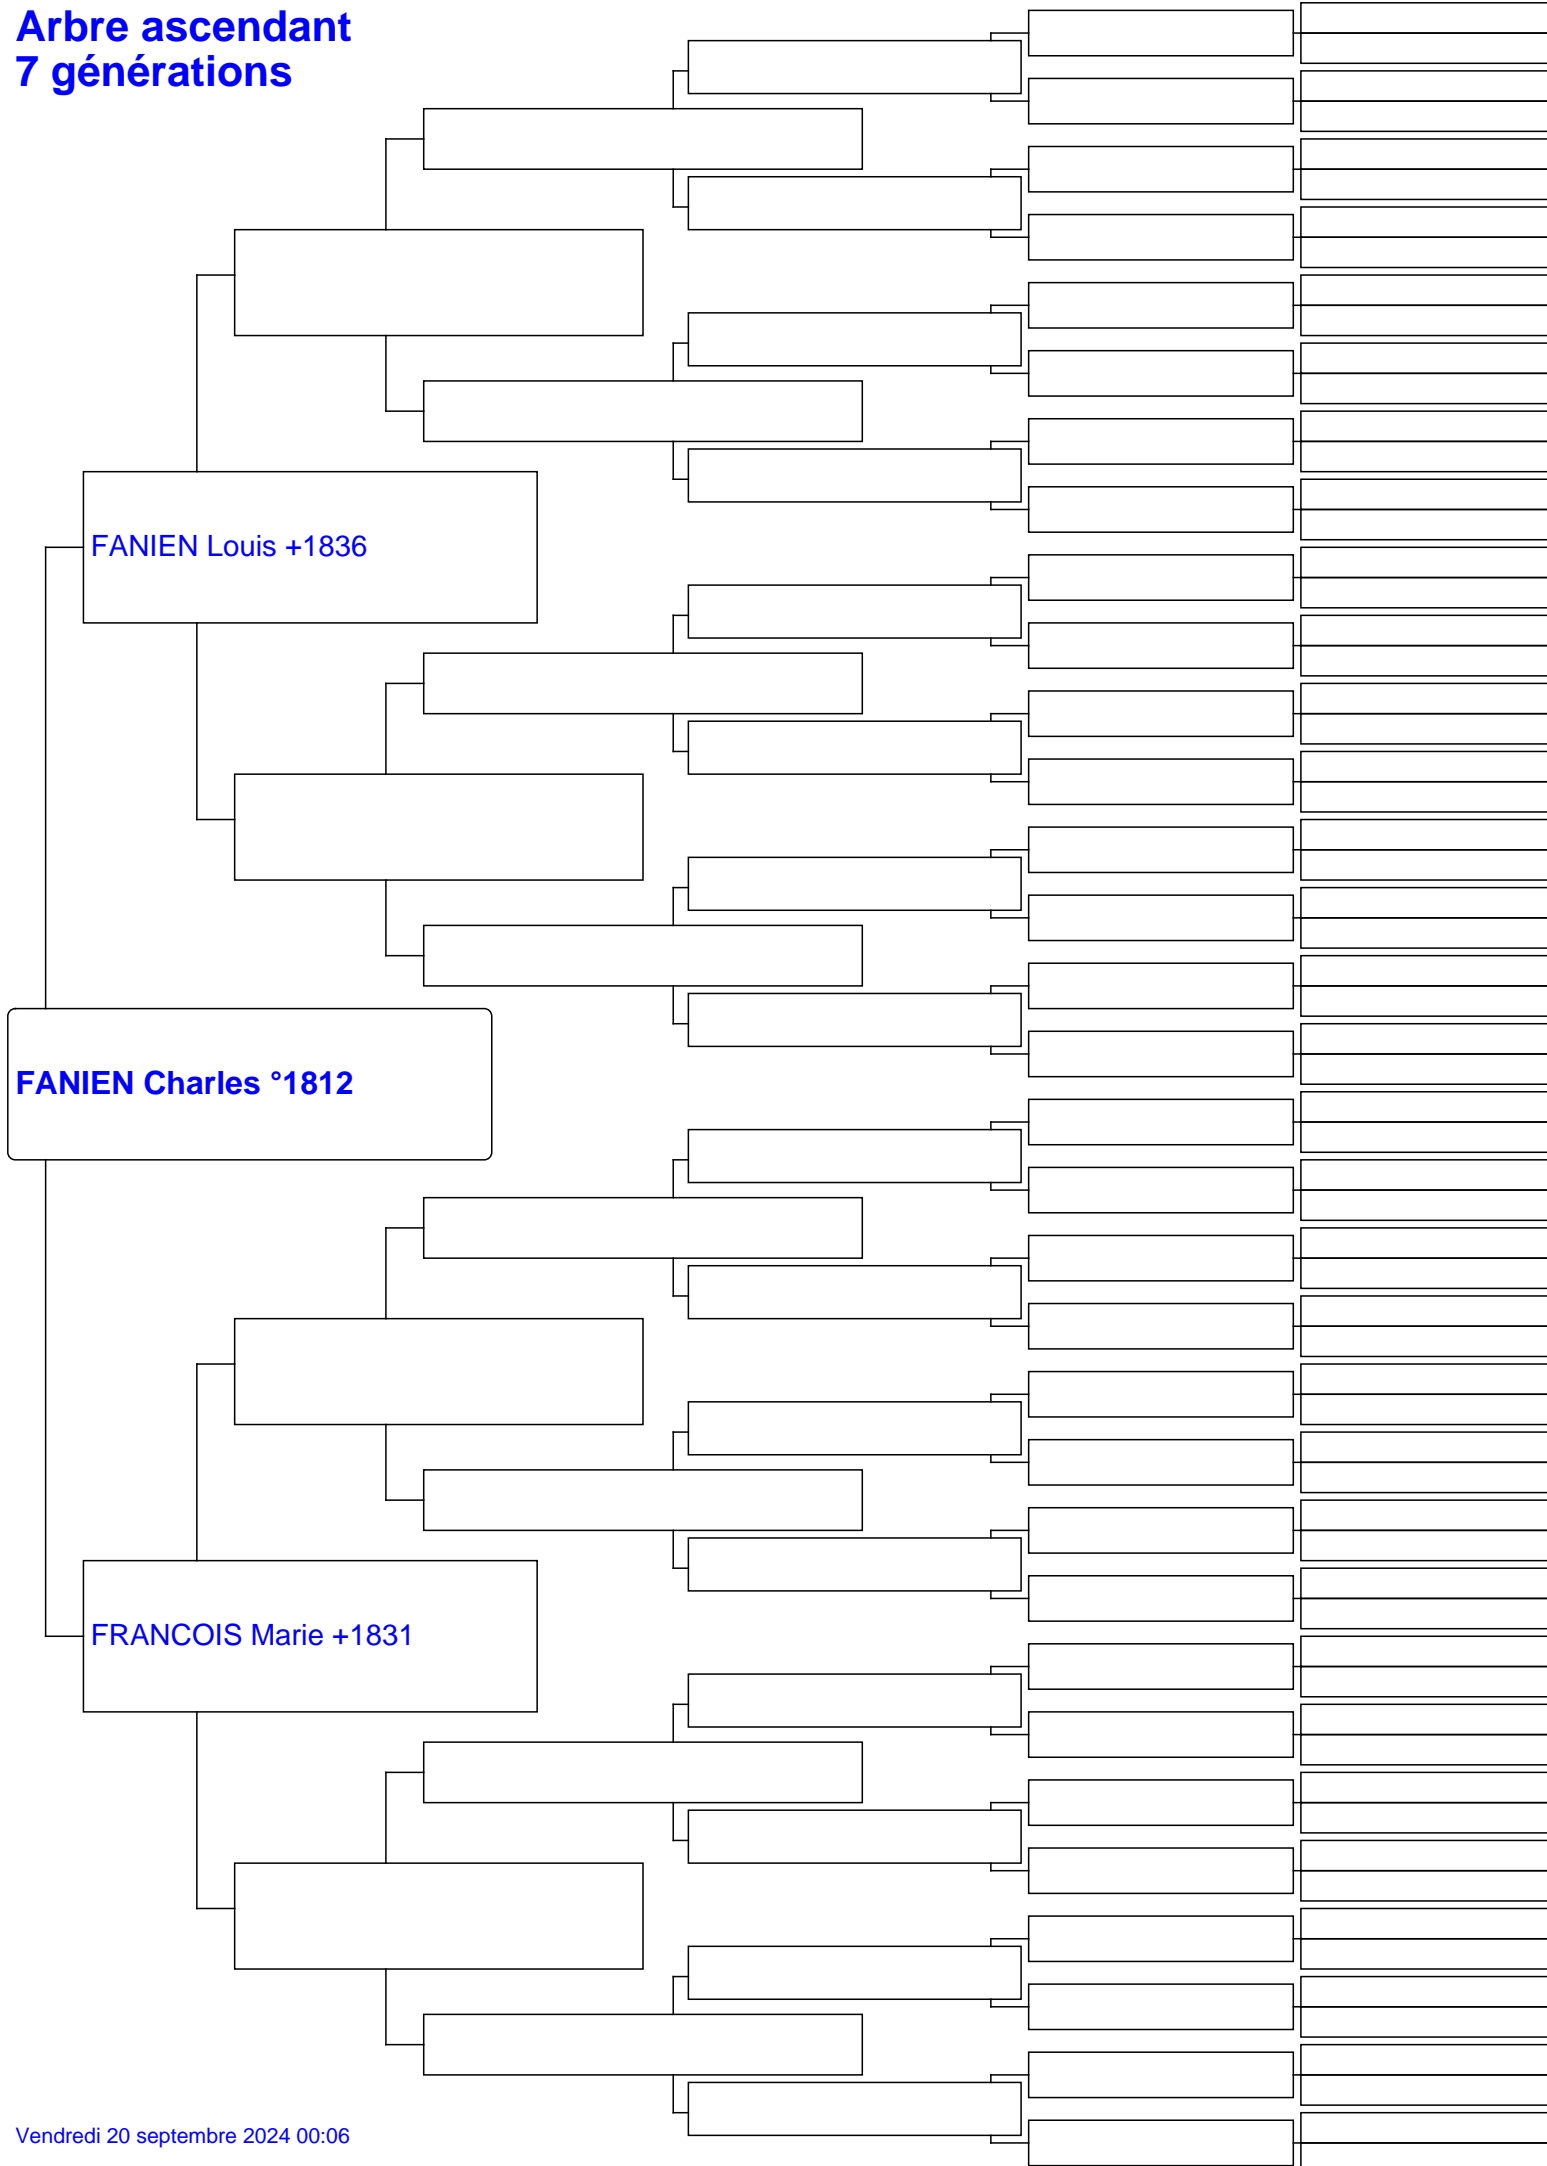 Arbre ascendant
7 générations
FANIEN Louis +1836
FANIEN Charles °1812
FRANCOIS Marie +1831
Vendredi 20 septembre 2024 00:06